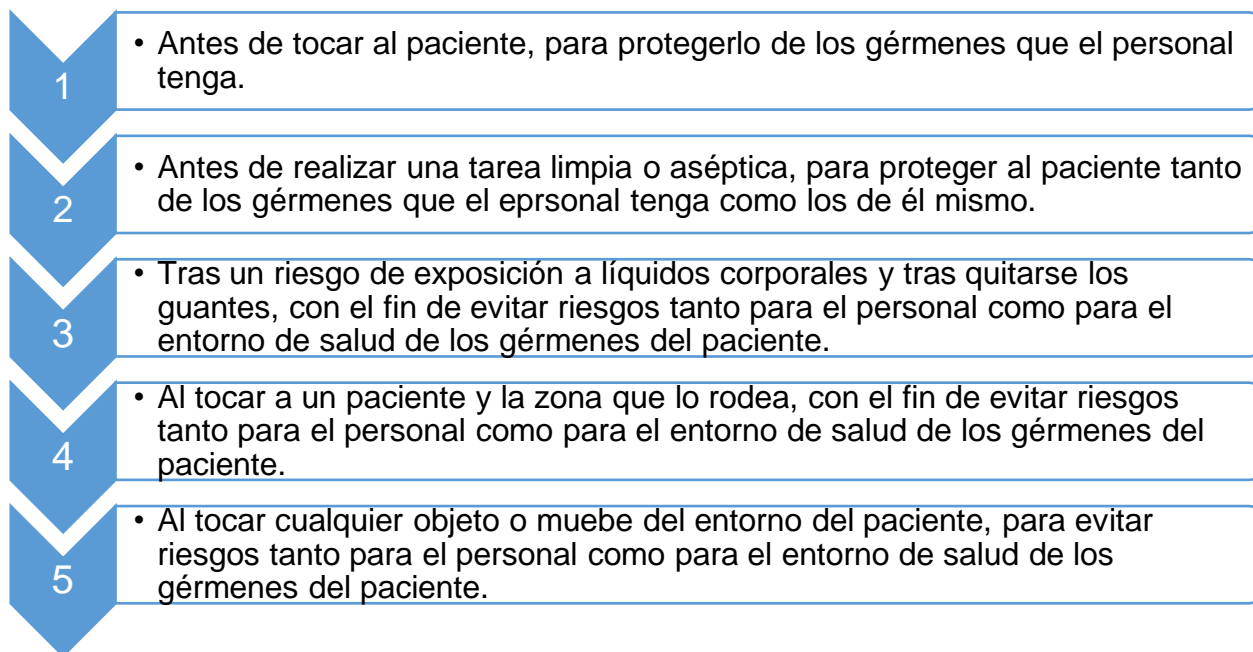 • Antes de tocar al paciente, para protegerlo de los gérmenes que el personal
tenga.
1
• Antes de realizar una tarea limpia o aséptica, para proteger al paciente tanto
de los gérmenes que el eprsonal tenga como los de él mismo.
2
• Tras un riesgo de exposición a líquidos corporales y tras quitarse los
guantes, con el fin de evitar riesgos tanto para el personal como para el
entorno de salud de los gérmenes del paciente.
3
• Al tocar a un paciente y la zona que lo rodea, con el fin de evitar riesgos
tanto para el personal como para el entorno de salud de los gérmenes del
paciente.
4
• Al tocar cualquier objeto o muebe del entorno del paciente, para evitar
riesgos tanto para el personal como para el entorno de salud de los
gérmenes del paciente.
5